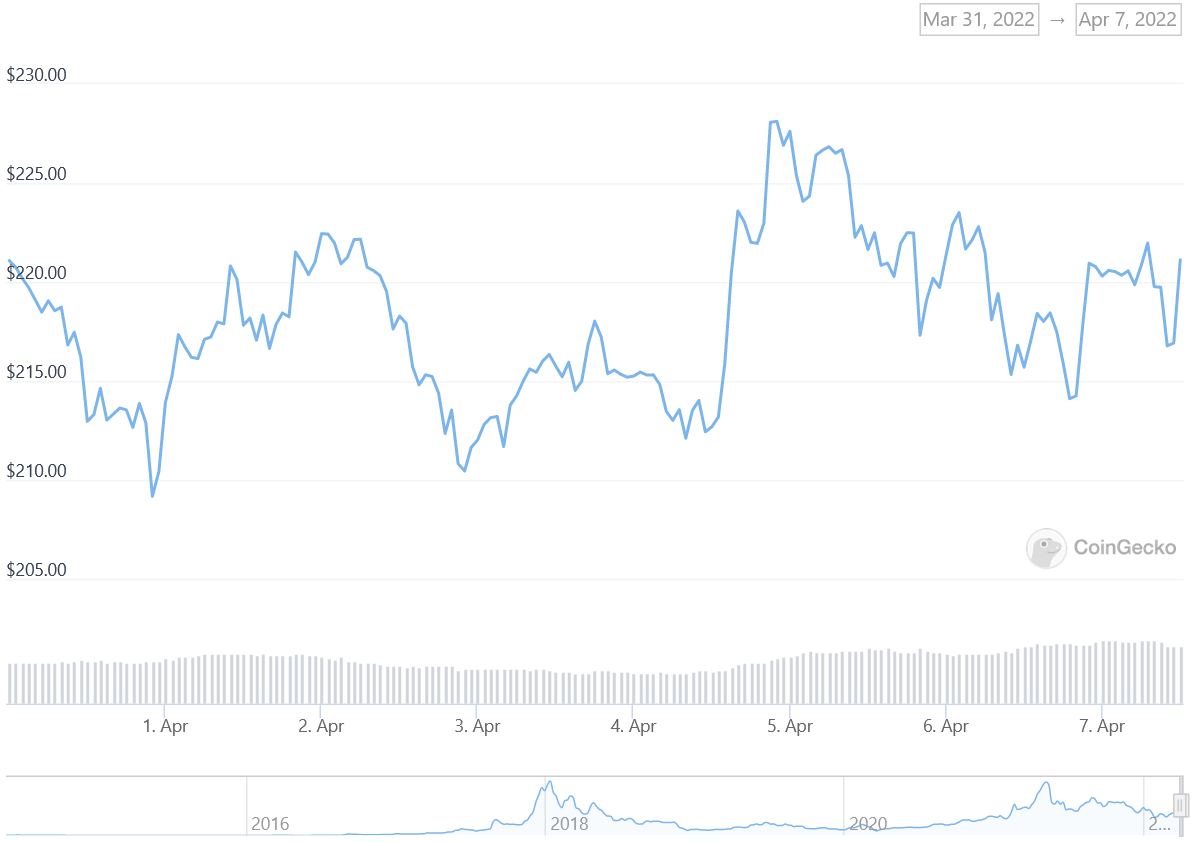 Mar 31, 2022 → Apr 7, 2022
$230.00
$225.00
$220.00
$215.00
$210.00
CoinGecko
$205.00
1. Apr 2. Apr 3. Apr 4. Apr 5. Apr 6. Apr 7. Apr
2016 2018 2020 2...